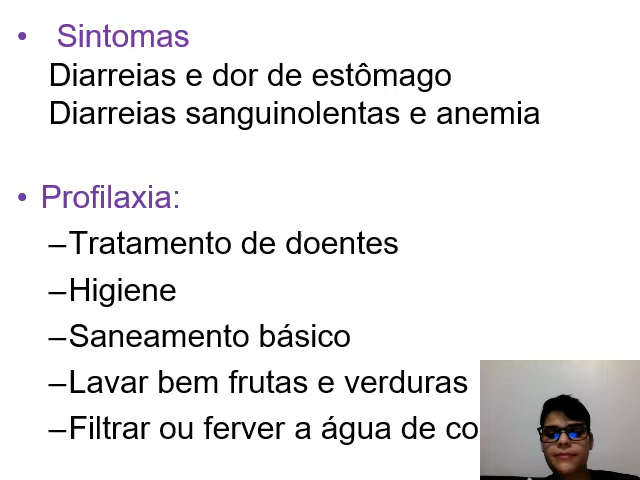 • Sintomas
Diarreias e dor de estômago
Diarreias sanguinolentas e anemia
• Profilaxia:
–Tratamento de doentes
–Higiene
–Saneamento básico
–Lavar bem frutas e verduras
–Filtrar ou ferver a água de